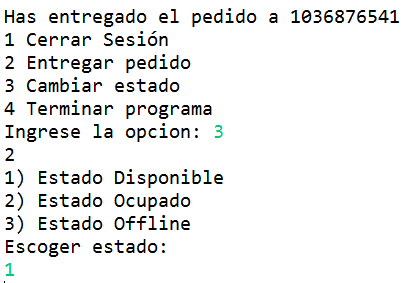 Has entregado el pedido a 1036876541
1 Cerrar Sesión
2 Entregar pedido
3 Cambiar estado
4 Terminar programa
Ingrese la opcion: 3
2
1) Estado Disponible
2) Estado Ocupado
3) Estado Offline
Escoger estado:
1